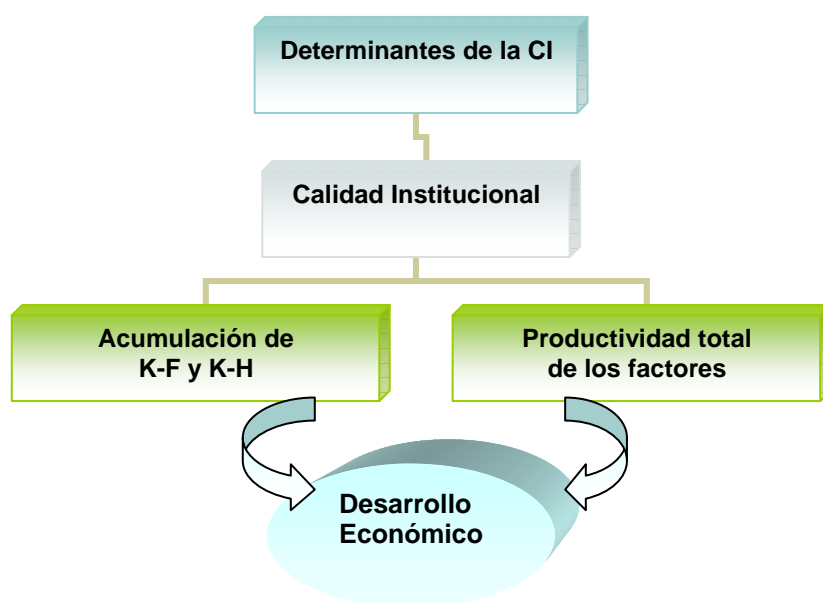 Determinantes de la CI
Calidad Institucional
Acumulación de
K-F y K-H
Productividad total
de los factores
Desarrollo
Económico